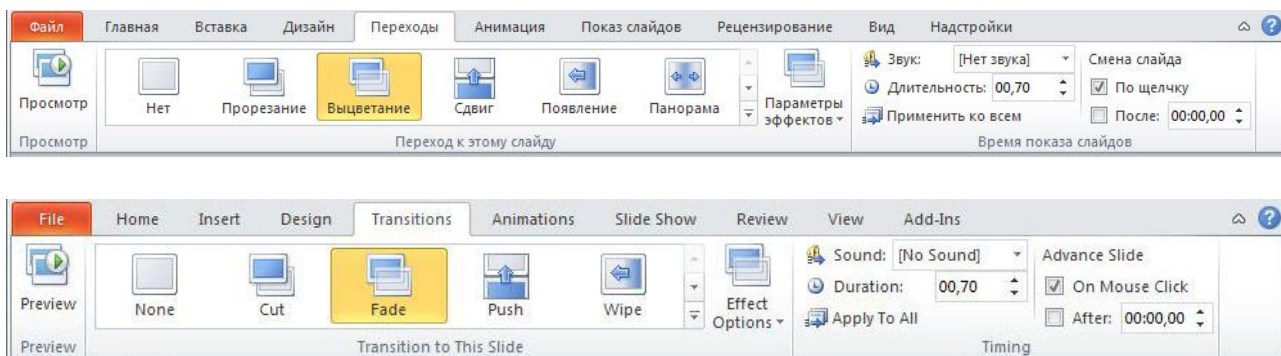 Файл Главная Вставка Дизайн Переходы Анимация Показ слайдов Рецензирование Вид Надстройки
Просмотр
Нет Прорезание Выцветание Сдвиг Появление Панорама
Параметры
эффектов
Звук: [Нет звука]
Длительность: 00,70
Применить ко всем
Смена слайда
По щелчку
После: 00:00,00
Просмотр Переход к этому слайду Время показа слайдов
File Home Insert Design Transitions Animations Slide Show Review View Add-Ins
Preview
None Cut Fade Push Wipe
Effect
Options
Sound: [No Sound]
Duration: 00,70
Apply To All
Advance Slide
On Mouse Click
After: 00:00,00
Preview Transition to This Slide Timing